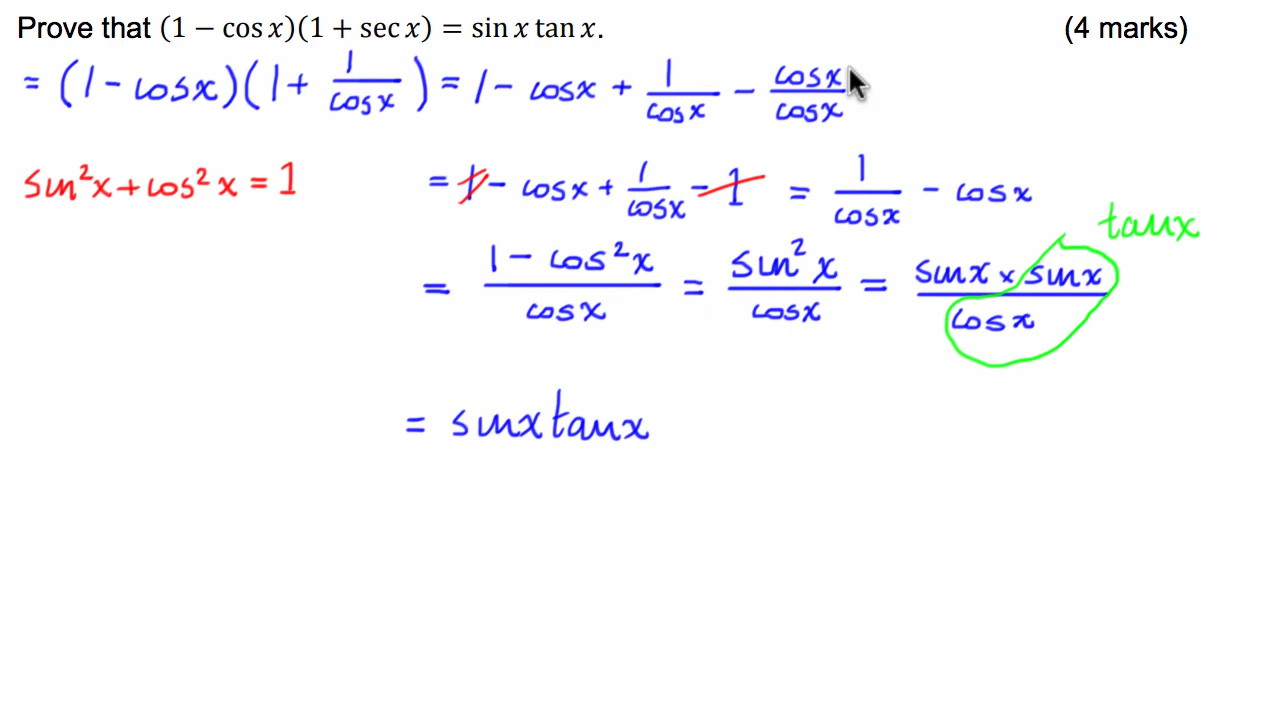 Prove that (1 − cos x)(1 + sec x) = sin x tan x. (4 marks)
= (1 - cosx)(1 + 1/cosx) = 1 - cosx + 1/cosx - cosx/cosx
sin²x + cos²x = 1
= 1 - cosx + 1/cosx - 1 = 1/cosx - cosx
tanx
= 1 - cos²x/cosx = sin²x/cosx = sinx × sinx/cosx
= sinxtanx